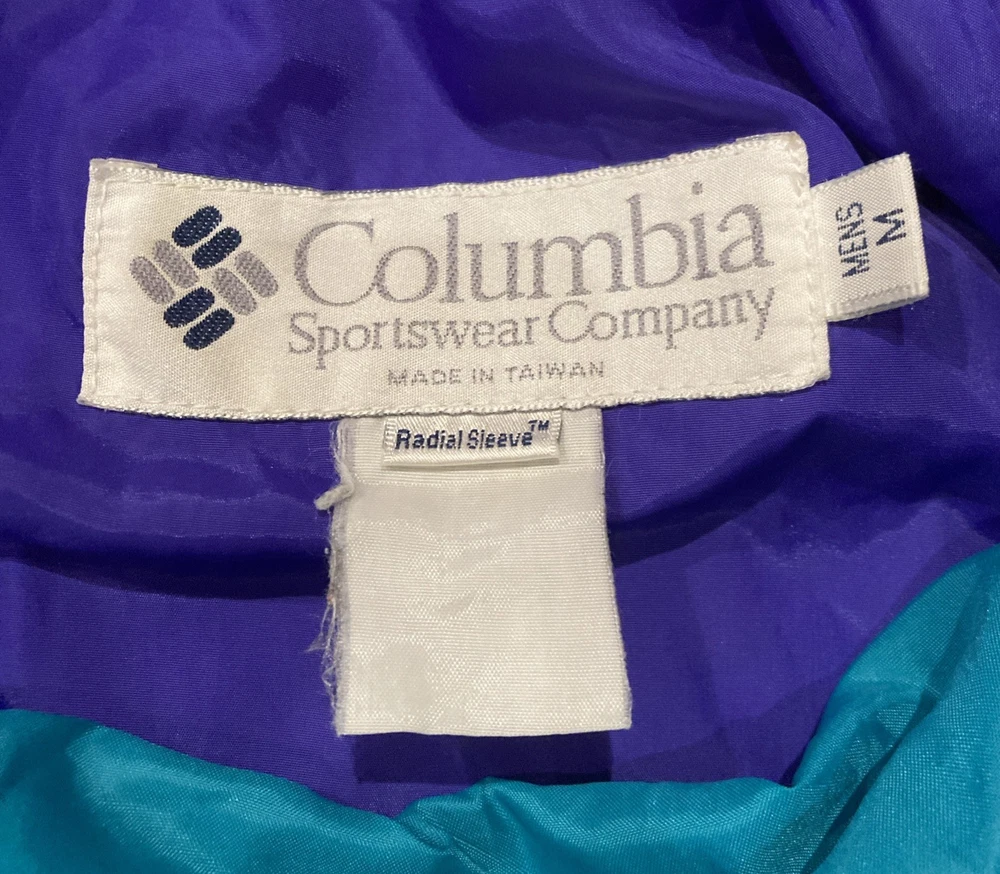 Columbia
Sportswear Company
MADE IN TAIWAN
MENS
M
Radial Sleeve™